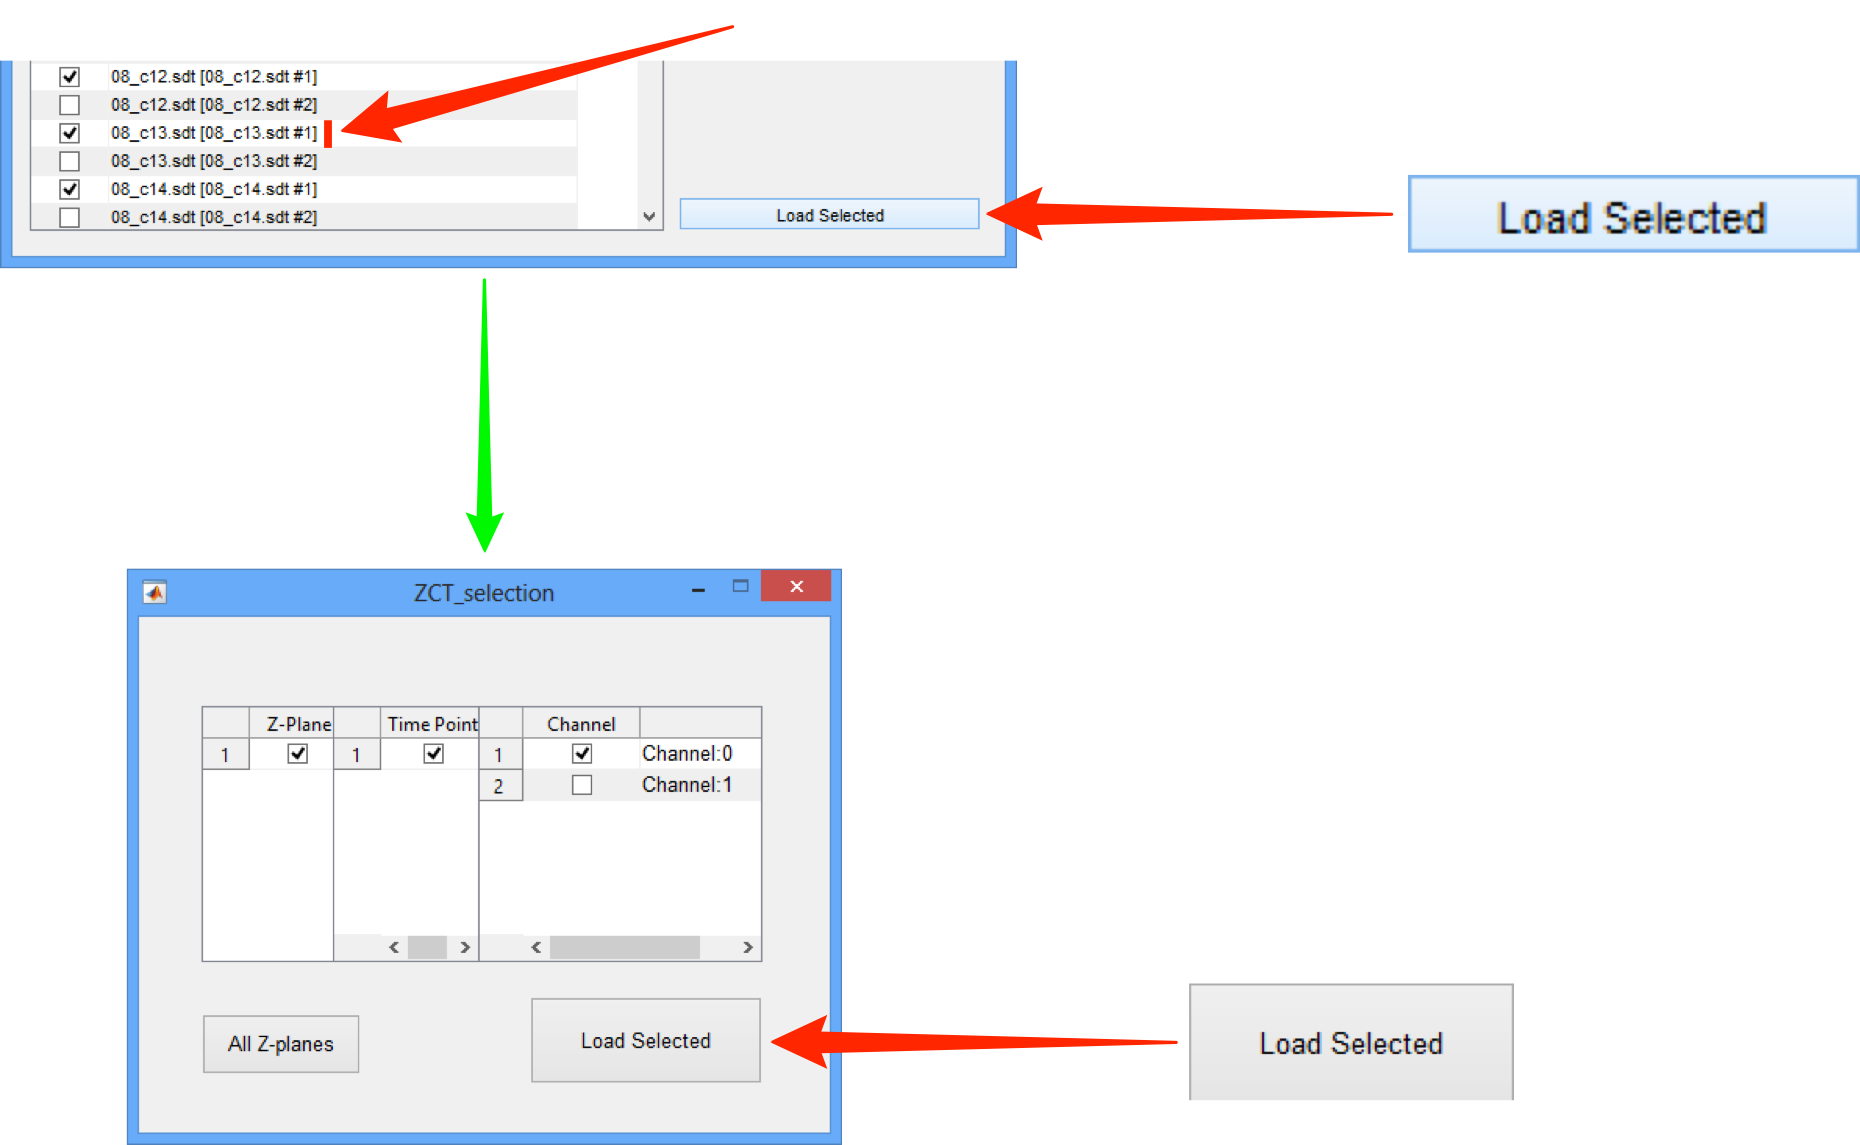 08_c12.sdt [08_c12.sdt #1]
08_c12.sdt [08_c12.sdt #2]
08_c13.sdt [08_c13.sdt #1]
08_c13.sdt [08_c13.sdt #2]
08_c14.sdt [08_c14.sdt #1]
08_c14.sdt [08_c14.sdt #2]
Load Selected
Load Selected
ZCT_selection
Z-Plane Time Point Channel
1 1 1 Channel:0
2 Channel:1
All Z-planes
Load Selected
Load Selected